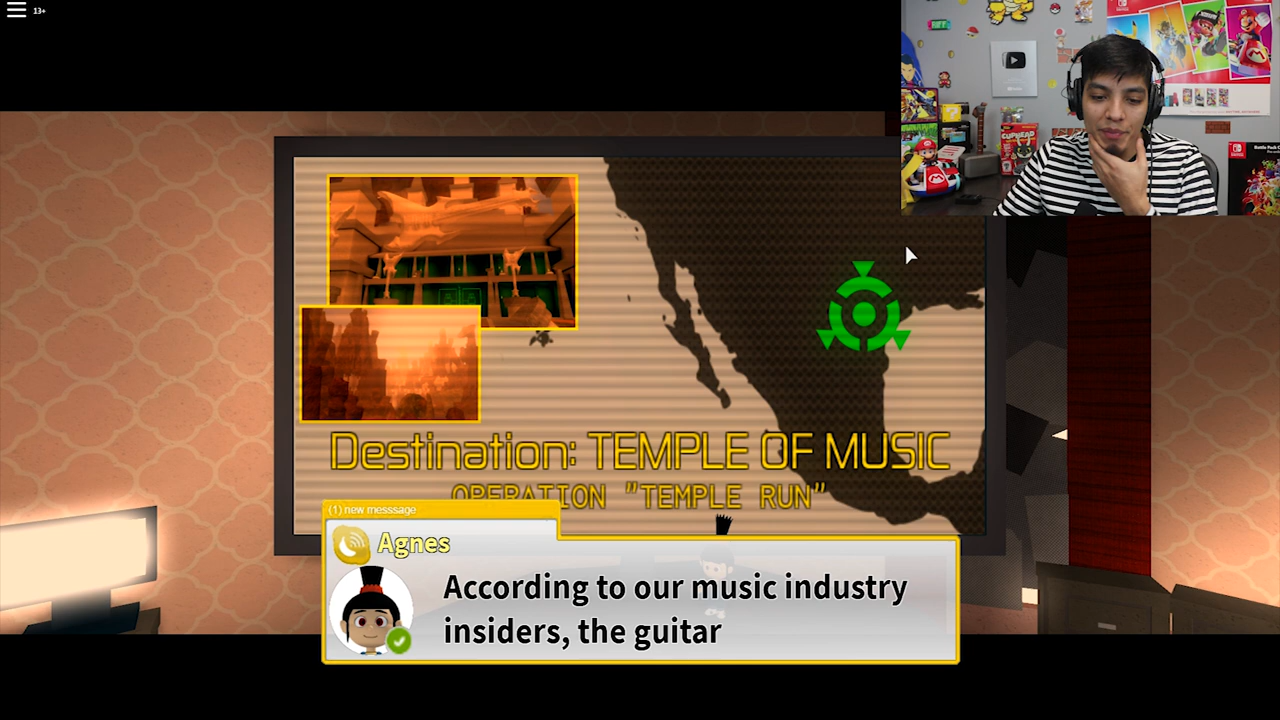 13+
CUPHEAD
Destination: TEMPLE OF MUSIC
OPERATION "TEMPLE RUN"
(1) new messsage
Agnes
According to our music industry
insiders, the guitar